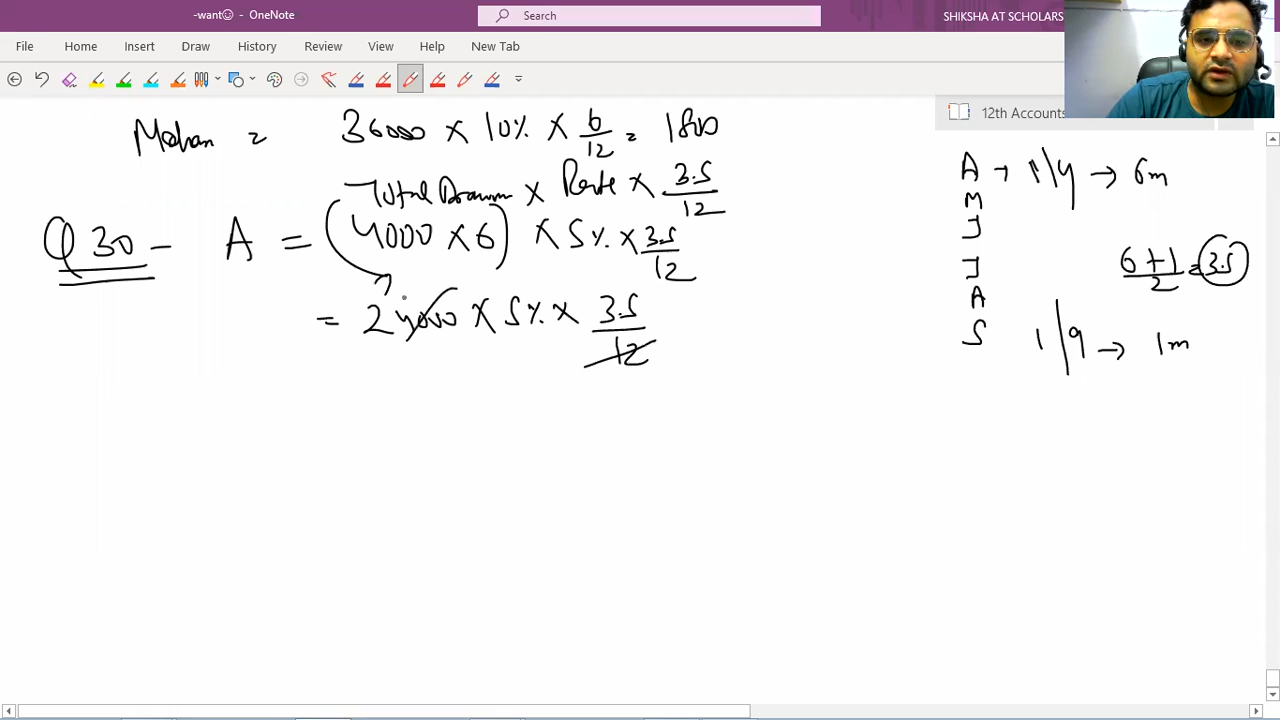 -want☺ - OneNote
Search
SHIKSHA AT SCHOLARS
File Home Insert Draw History Review View Help New Tab
12th Accounts
Mohan = 36000 × 10% × 6/12 = 1800
Total Drawn × Rate × 3.5/12
Q 30 - A = (4000 × 6) × 5% × 3.5/12
= 24000 × 5% × 3.5/12
A → 1/4 → 6m
M
J
J
A
S 1/9 → 1m
6+1/2 = 3.5